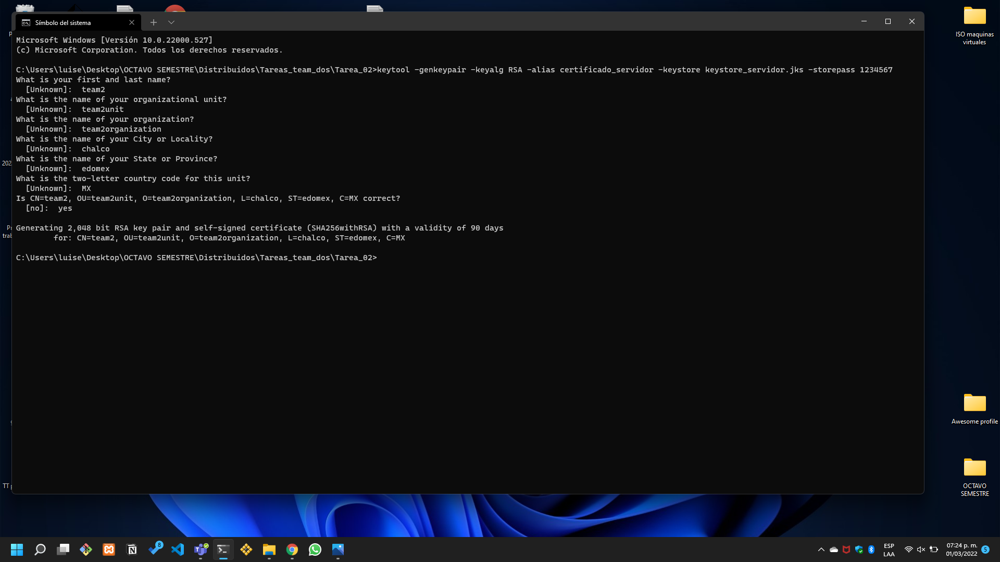 Símbolo del sistema
Microsoft Windows [Versión 10.0.22000.527]
(c) Microsoft Corporation. Todos los derechos reservados.
C:\Users\luise\Desktop\OCTAVO SEMESTRE\Distribuidos\Tareas_team_dos\Tarea_02>keytool -genkeypair -keyalg RSA -alias certificado_servidor -keystore keystore_servidor.jks -storepass 1234567
What is your first and last name?
[Unknown]:  team2
What is the name of your organizational unit?
[Unknown]:  team2unit
What is the name of your organization?
[Unknown]:  team2organization
What is the name of your City or Locality?
[Unknown]:  chalco
What is the name of your State or Province?
[Unknown]:  edomex
What is the two-letter country code for this unit?
[Unknown]:  MX
Is CN=team2, OU=team2unit, O=team2organization, L=chalco, ST=edomex, C=MX correct?
[no]:  yes
Generating 2,048 bit RSA key pair and self-signed certificate (SHA256withRSA) with a validity of 90 days
for: CN=team2, OU=team2unit, O=team2organization, L=chalco, ST=edomex, C=MX
C:\Users\luise\Desktop\OCTAVO SEMESTRE\Distribuidos\Tareas_team_dos\Tarea_02>
ISO maquinas
virtuales
Awesome profile
OCTAVO
SEMESTRE
202
TT
8
ESP
LAA
07:24 p. m.
01/03/2022
5